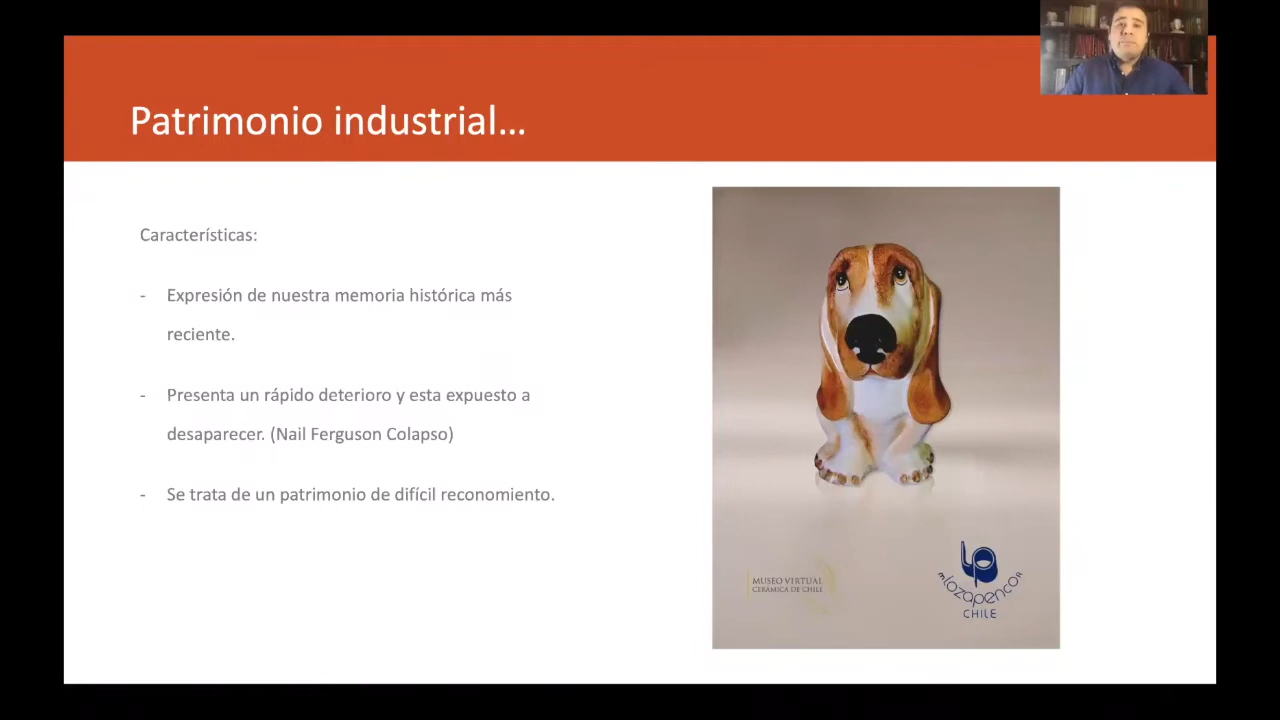 Patrimonio industrial...
Características:
- Expresión de nuestra memoria histórica más
reciente.
- Presenta un rápido deterioro y esta expuesto a
desaparecer. (Nail Ferguson Colapso)
- Se trata de un patrimonio de difícil reconomiento.
MUSEO VIRTUAL
CERÁMICA DE CHILE
lozapenco
CHILE